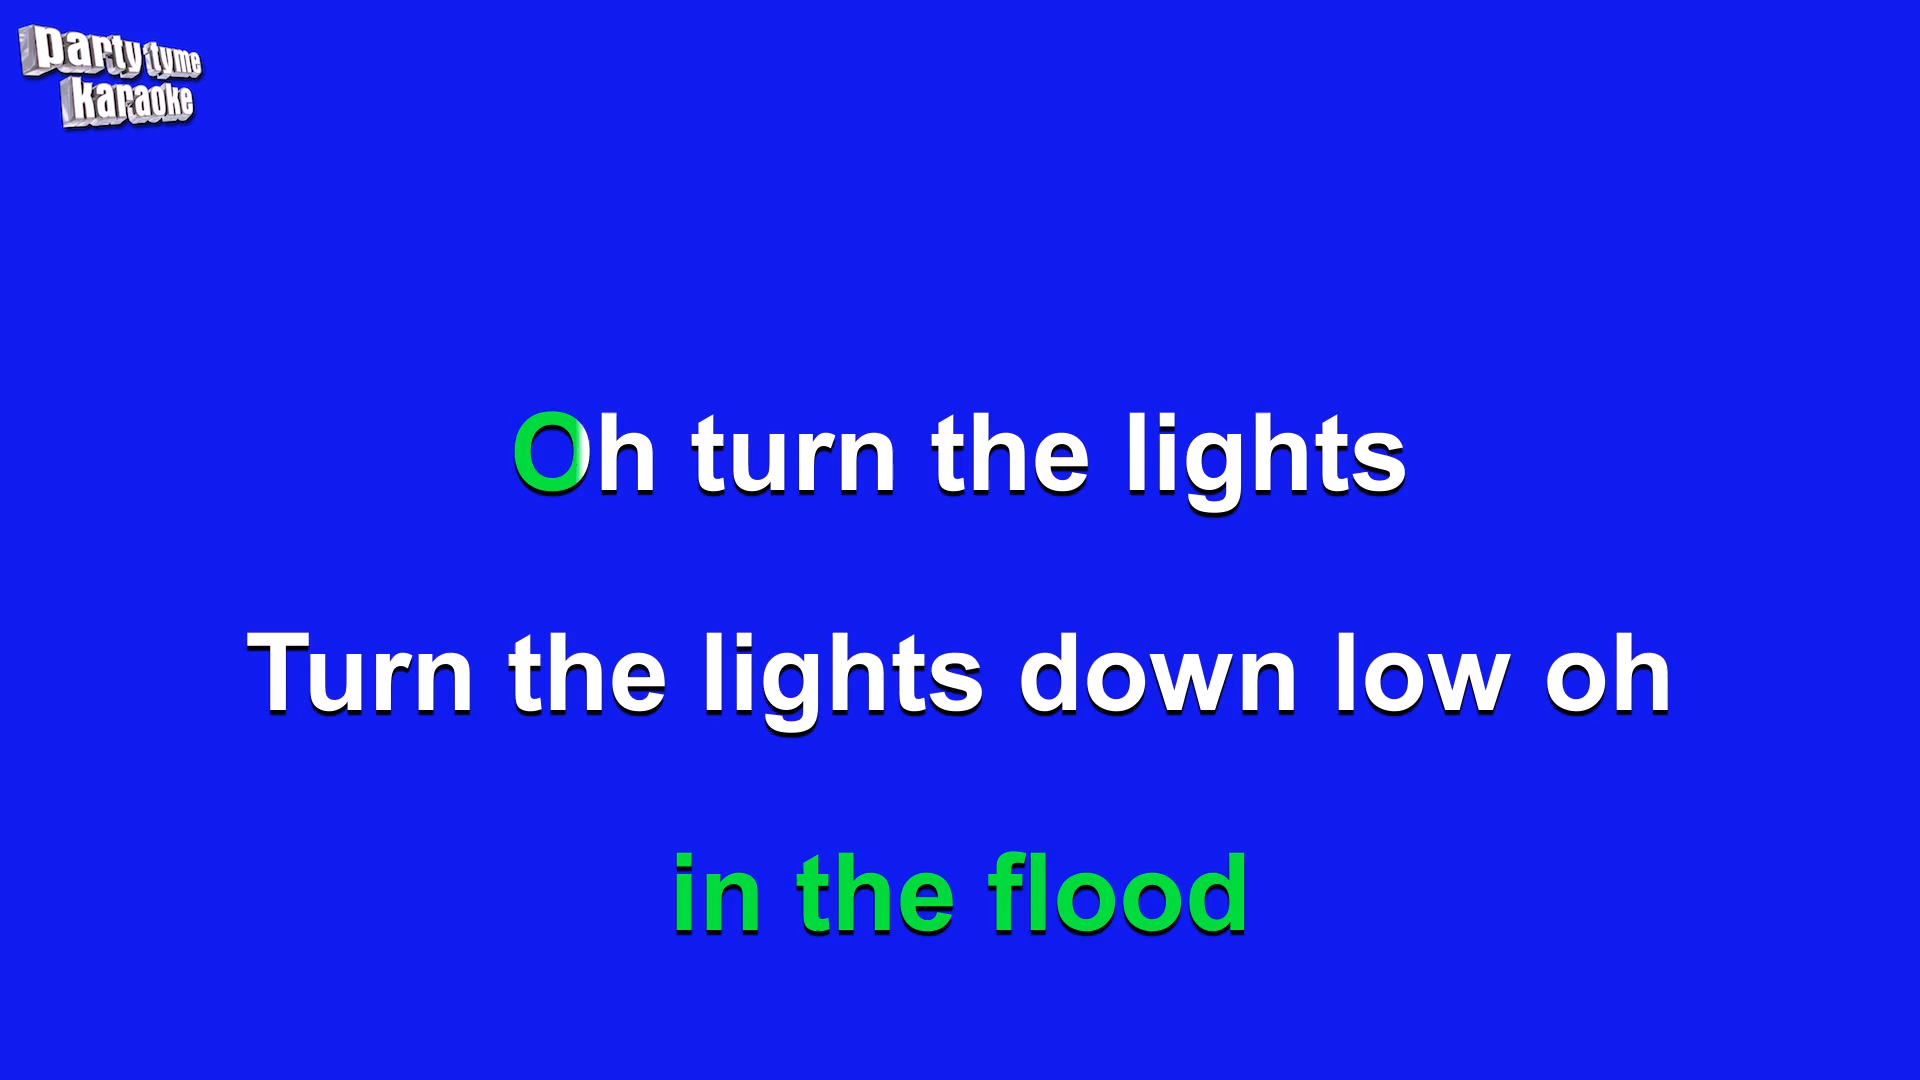 party tyme
karaoke
Oh turn the lights
Turn the lights down low oh
in the flood